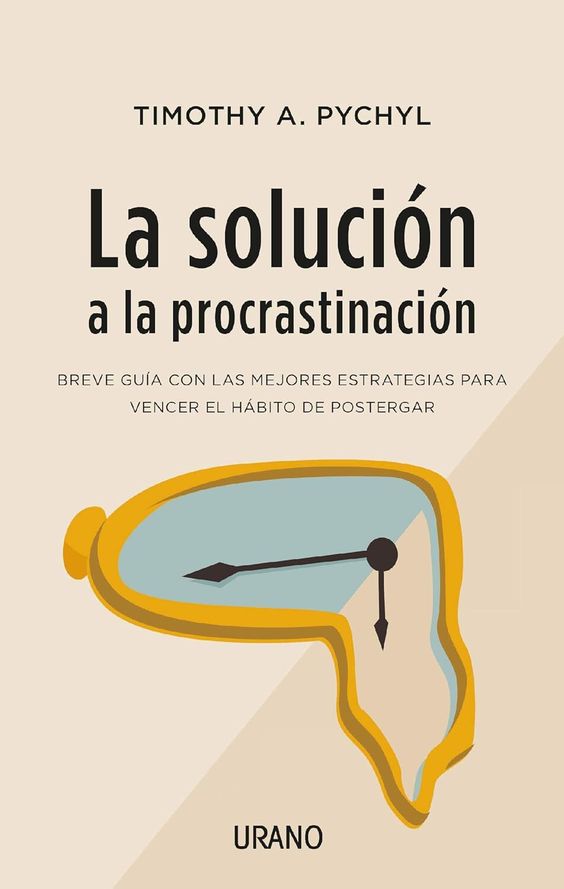 TIMOTHY A. PYCHYL
La solución
a la procrastinación
BREVE GUÍA CON LAS MEJORES ESTRATEGIAS PARA
VENCER EL HÁBITO DE POSTERGAR
URANO